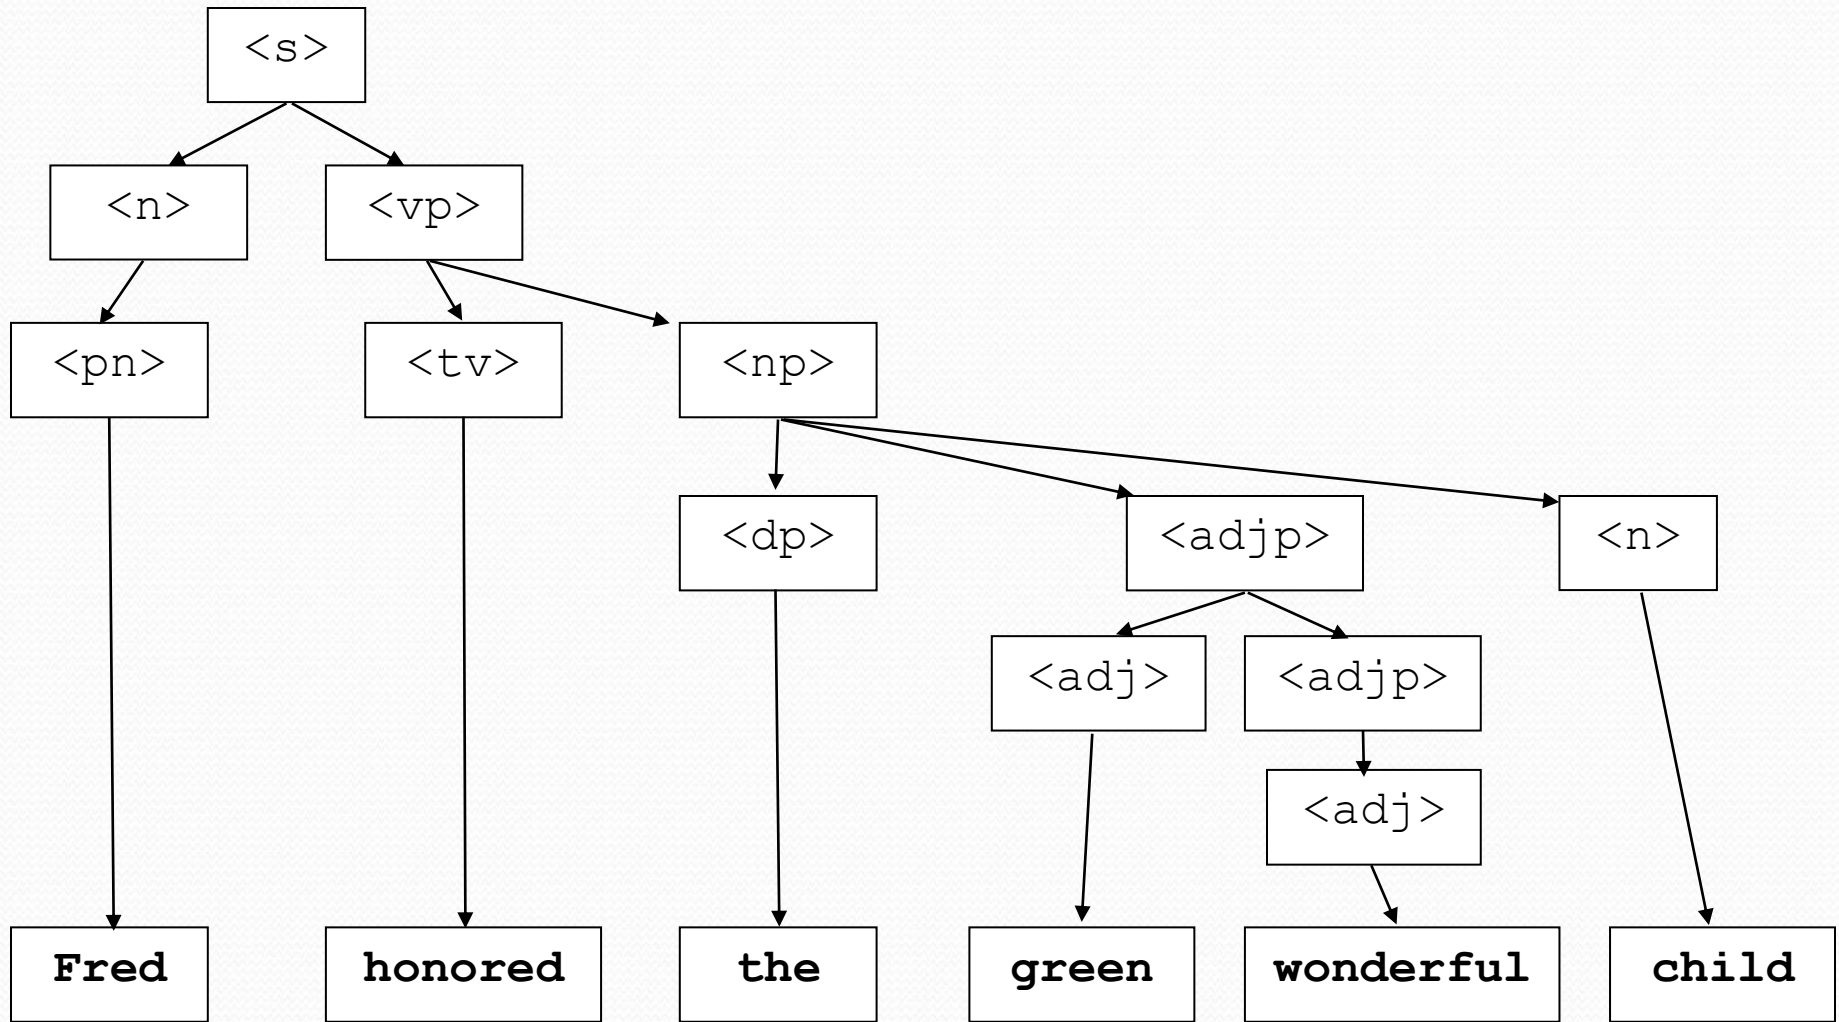 <s>
<n> <vp>
<pn> <tv> <np>
<dp> <adjp> <n>
<adj> <adjp>
<adj>
Fred honored the green wonderful child